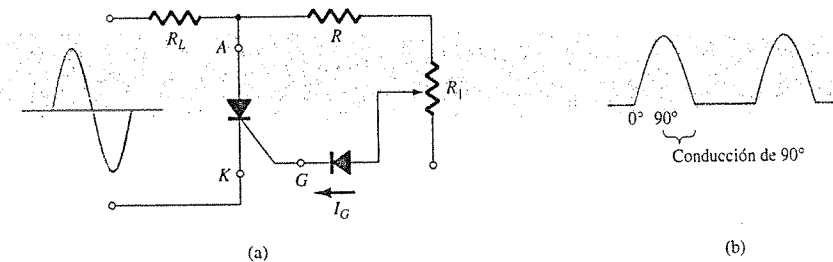 R_L
R
A
R_1
0° 90°
Conducción de 90°
K
G
I_G
(a)
(b)